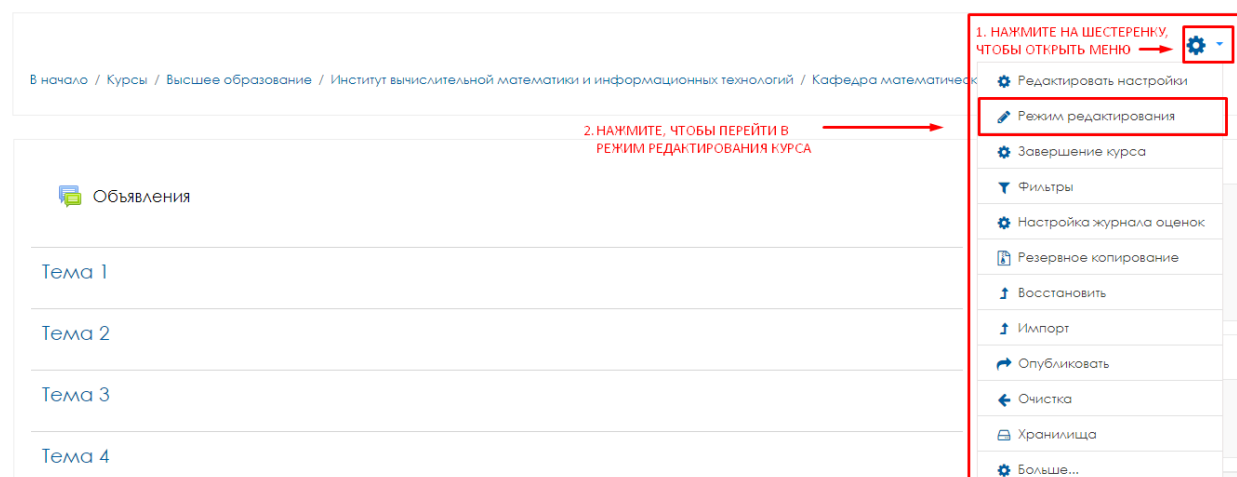 1. НАЖМИТЕ НА ШЕСТЕРЕНКУ,
ЧТОБЫ ОТКРЫТЬ МЕНЮ
В начало / Курсы / Высшее образование / Институт вычислительной математики и информационных технологий / Кафедра математическ
Редактировать настройки
Режим редактирования
2. НАЖМИТЕ, ЧТОБЫ ПЕРЕЙТИ В
РЕЖИМ РЕДАКТИРОВАНИЯ КУРСА
Завершение курса
Фильтры
Настройка журнала оценок
Резервное копирование
Восстановить
Импорт
Опубликовать
Очистка
Хранилища
Больше...
Объявления
Тема 1
Тема 2
Тема 3
Тема 4